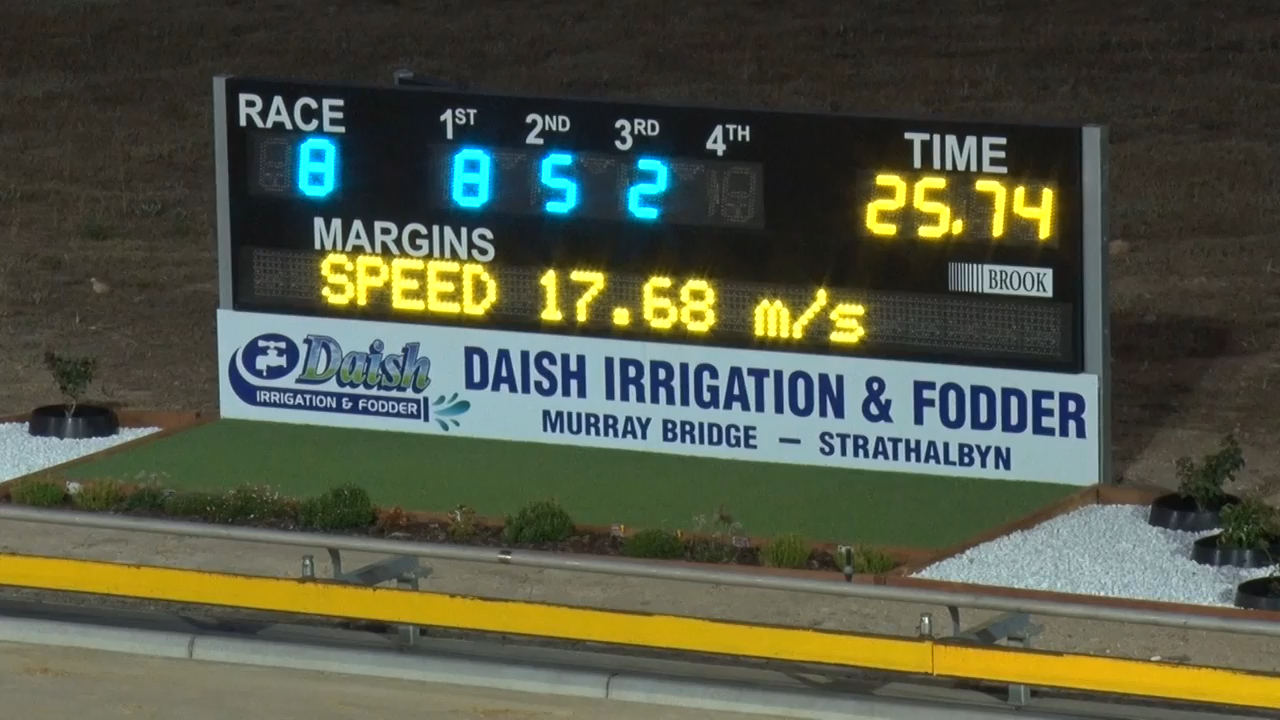 RACE 1ST 2ND 3RD 4TH TIME
8 8 5 2 25.74
MARGINS
BROOK
SPEED 17.68 m/s
Daish
IRRIGATION & FODDER
DAISH IRRIGATION & FODDER
MURRAY BRIDGE — STRATHALBYN